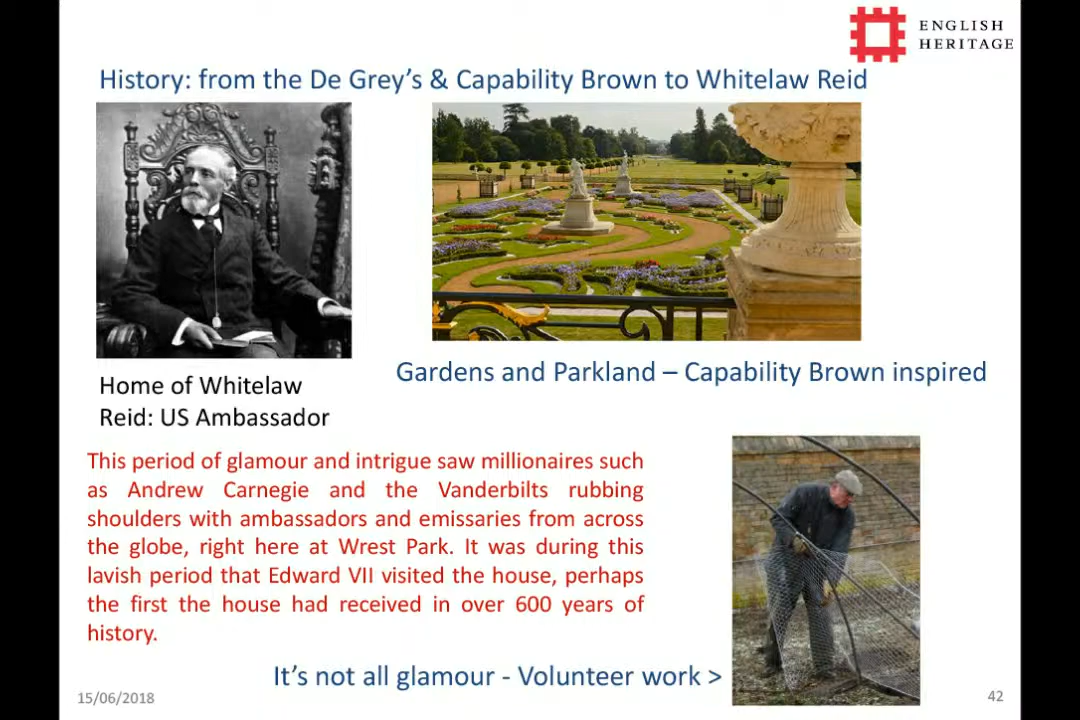 ENGLISH
HERITAGE
History: from the De Grey's & Capability Brown to Whitelaw Reid
Home of Whitelaw
Reid: US Ambassador
Gardens and Parkland – Capability Brown inspired
This period of glamour and intrigue saw millionaires such
as Andrew Carnegie and the Vanderbilts rubbing
shoulders with ambassadors and emissaries from across
the globe, right here at Wrest Park. It was during this
lavish period that Edward VII visited the house, perhaps
the first the house had received in over 600 years of
history.
It's not all glamour - Volunteer work >
15/06/2018
42